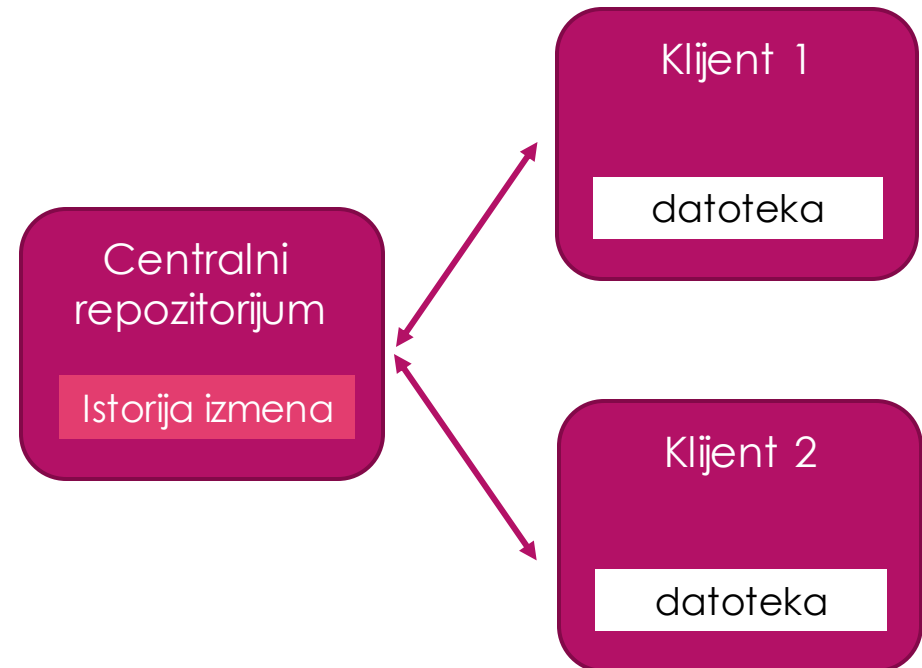 Centralni
repozitorijum
Istorija izmena
Klijent 1
datoteka
Klijent 2
datoteka